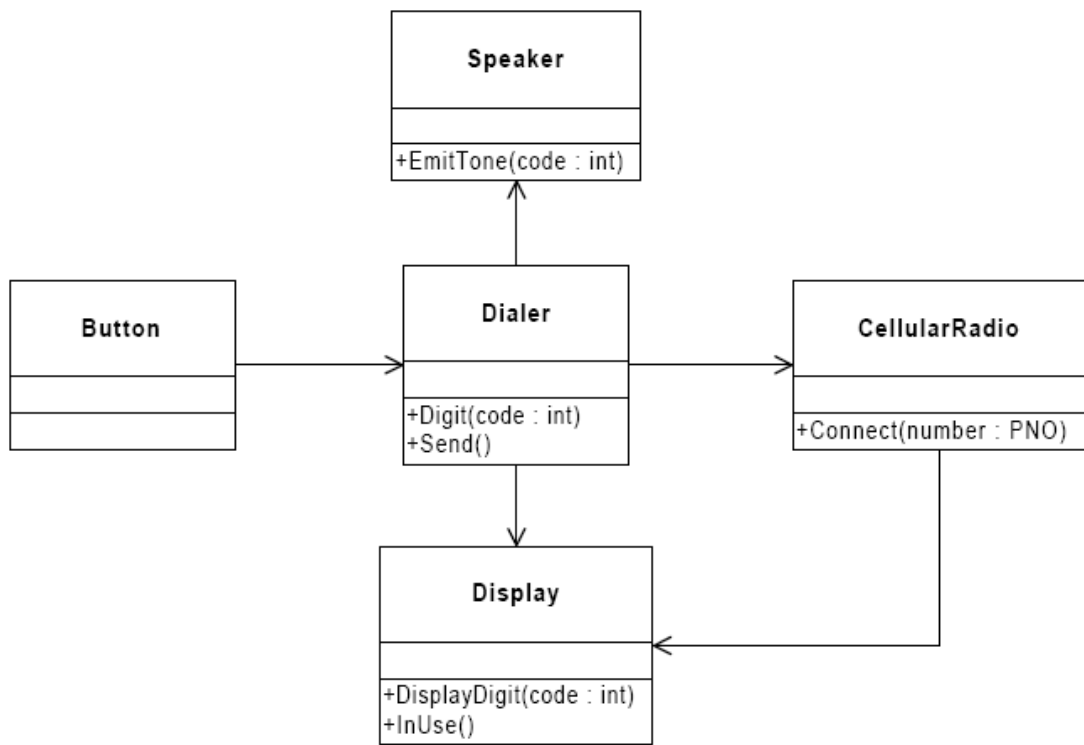 Speaker
+EmitTone(code : int)
Button
Dialer
+Digit(code : int)
+Send()
CellularRadio
+Connect(number : PNO)
Display
+DisplayDigit(code : int)
+InUse()